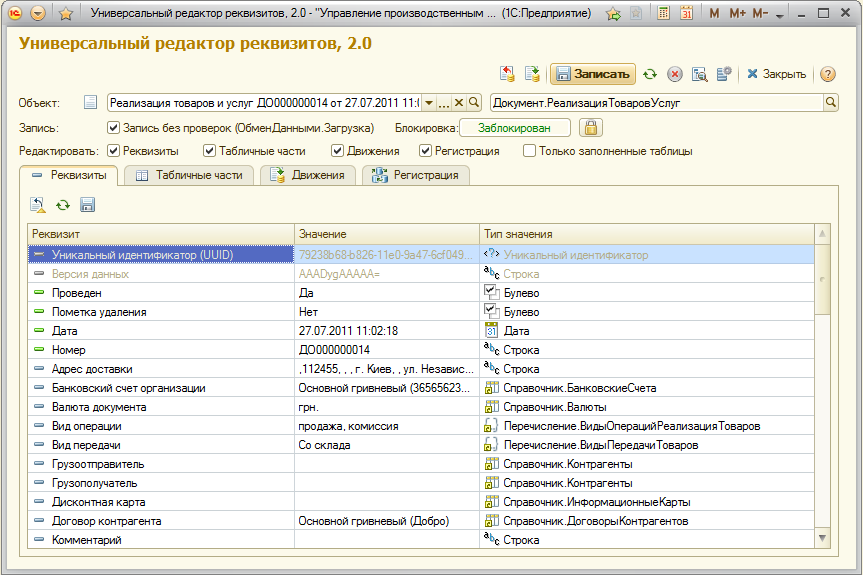 Универсальный редактор реквизитов, 2.0 - "Управление производственным ... (1С:Предприятие)
M M+ M-
Универсальный редактор реквизитов, 2.0
Записать Закрыть
Объект: Реализация товаров и услуг ДО000000014 от 27.07.2011 11:0 ... Документ.РеализацияТоваровУслуг
Запись: Запись без проверок (ОбменДанными.Загрузка) Блокировка: Заблокирован
Редактировать: Реквизиты Табличные части Движения Регистрация Только заполненные таблицы
Реквизиты Табличные части Движения Регистрация
Реквизит Значение Тип значения
Уникальный идентификатор (UUID) 79238b68-b826-11e0-9a47-6cf049... Уникальный идентификатор
Версия данных AAADygAAAAA= Строка
Проведен Да Булево
Пометка удаления Нет Булево
Дата 27.07.2011 11:02:18 Дата
Номер ДО000000014 Строка
Адрес доставки ,112455, , , г. Киев, , ул. Независ... Строка
Банковский счет организации Основной гривневый (36565623... Справочник.БанковскиеСчета
Валюта документа грн. Справочник.Валюты
Вид операции продажа, комиссия Перечисление.ВидыОперацийРеализацияТоваров
Вид передачи Со склада Перечисление.ВидыПередачиТоваров
Грузоотправитель Справочник.Контрагенты
Грузополучатель Справочник.Контрагенты
Дисконтная карта Справочник.ИнформационныеКарты
Договор контрагента Основной гривневый (Добро) Справочник.ДоговорыКонтрагентов
Комментарий Строка